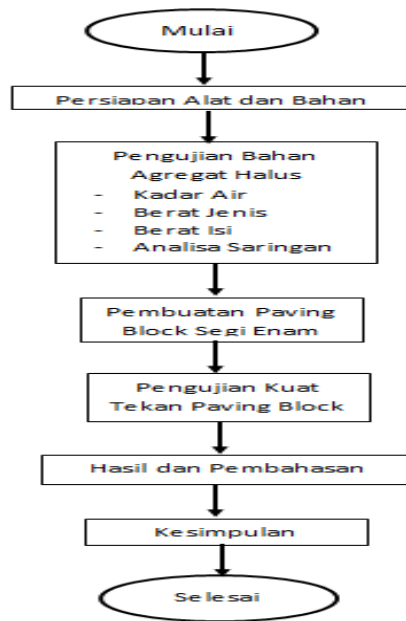 Mulai
Persiapan Alat dan Bahan
Pengujian Bahan
Agregat Halus
- Kadar Air
- Berat Jenis
- Berat Isi
- Analisa Saringan
Pembuatan Paving
Block Segi Enam
Pengujian Kuat
Tekan Paving Block
Hasil dan Pembahasan
Kesimpulan
Selesai